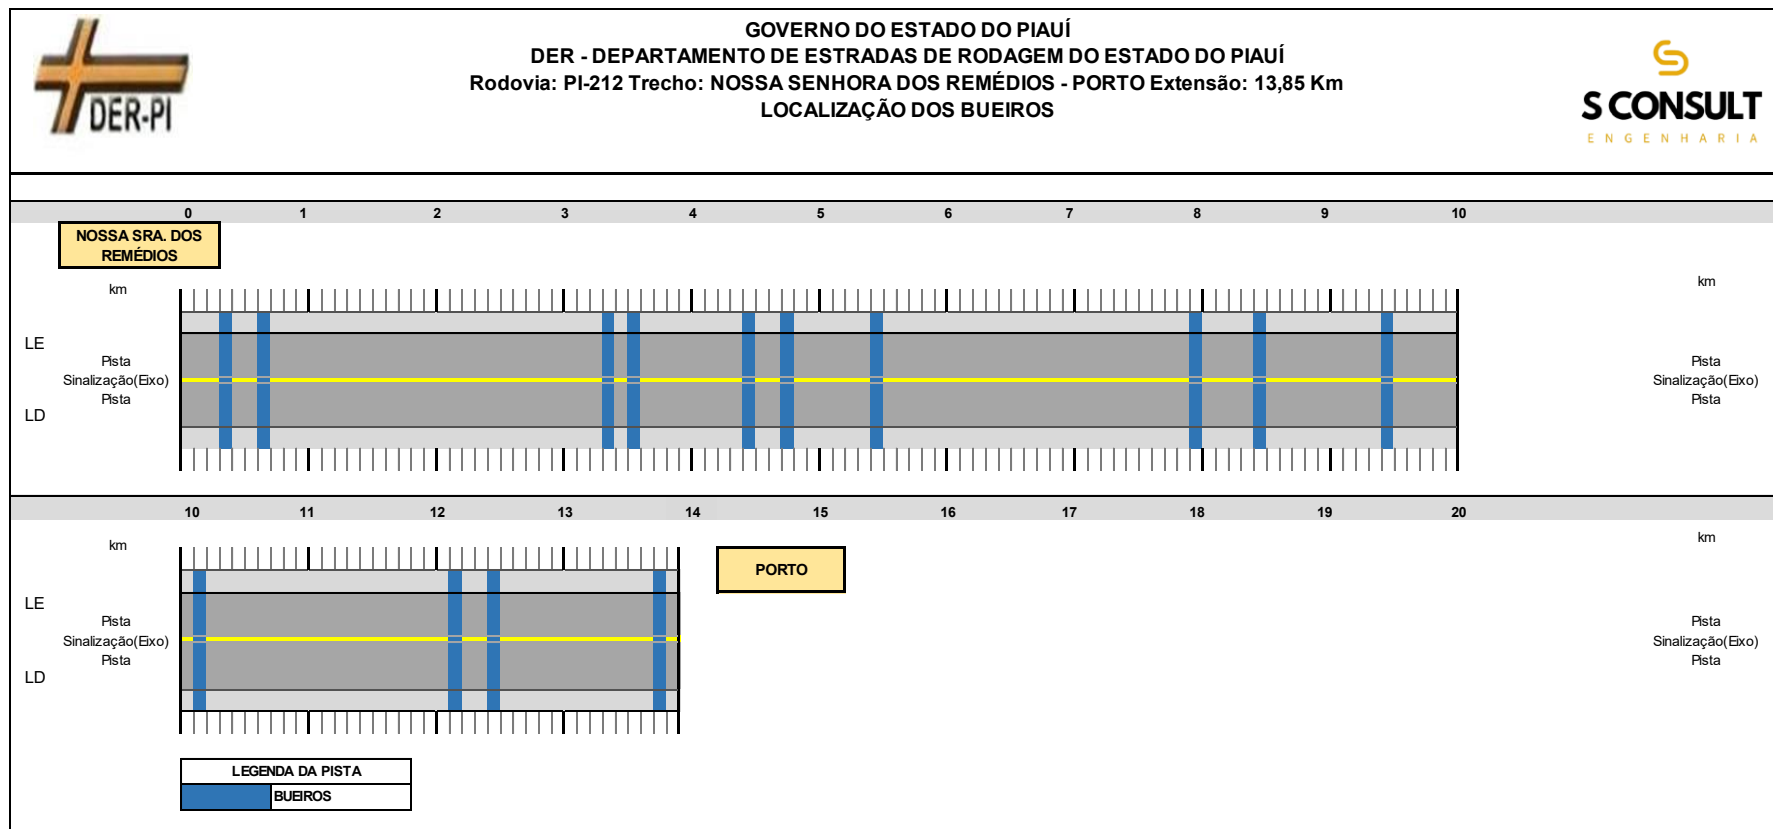 GOVERNO DO ESTADO DO PIAUÍ
DER - DEPARTAMENTO DE ESTRADAS DE RODAGEM DO ESTADO DO PIAUÍ
Rodovia: PI-212 Trecho: NOSSA SENHORA DOS REMÉDIOS - PORTO Extensão: 13,85 Km
LOCALIZAÇÃO DOS BUEIROS
DER-PI
S CONSULT
ENGENHARIA
0 1 2 3 4 5 6 7 8 9 10
NOSSA SRA. DOS
REMÉDIOS
km km
LE
Pista Pista
Sinalização(Eixo) Sinalização(Eixo)
Pista Pista
LD
10 11 12 13 14 15 16 17 18 19 20
km km
PORTO
LE
Pista Pista
Sinalização(Eixo) Sinalização(Eixo)
Pista Pista
LD
LEGENDA DA PISTA
BUEIROS